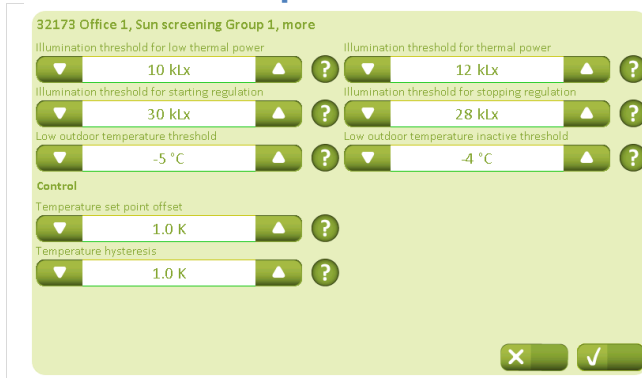 32173 Office 1, Sun screening Group 1, more
Illumination threshold for low thermal power Illumination threshold for thermal power
10 kLx ? 12 kLx ?
Illumination threshold for starting regulation Illumination threshold for stopping regulation
30 kLx ? 28 kLx ?
Low outdoor temperature threshold Low outdoor temperature inactive threshold
-5 °C ? -4 °C ?
Control
Temperature set point offset
1.0 K ?
Temperature hysteresis
1.0 K ?